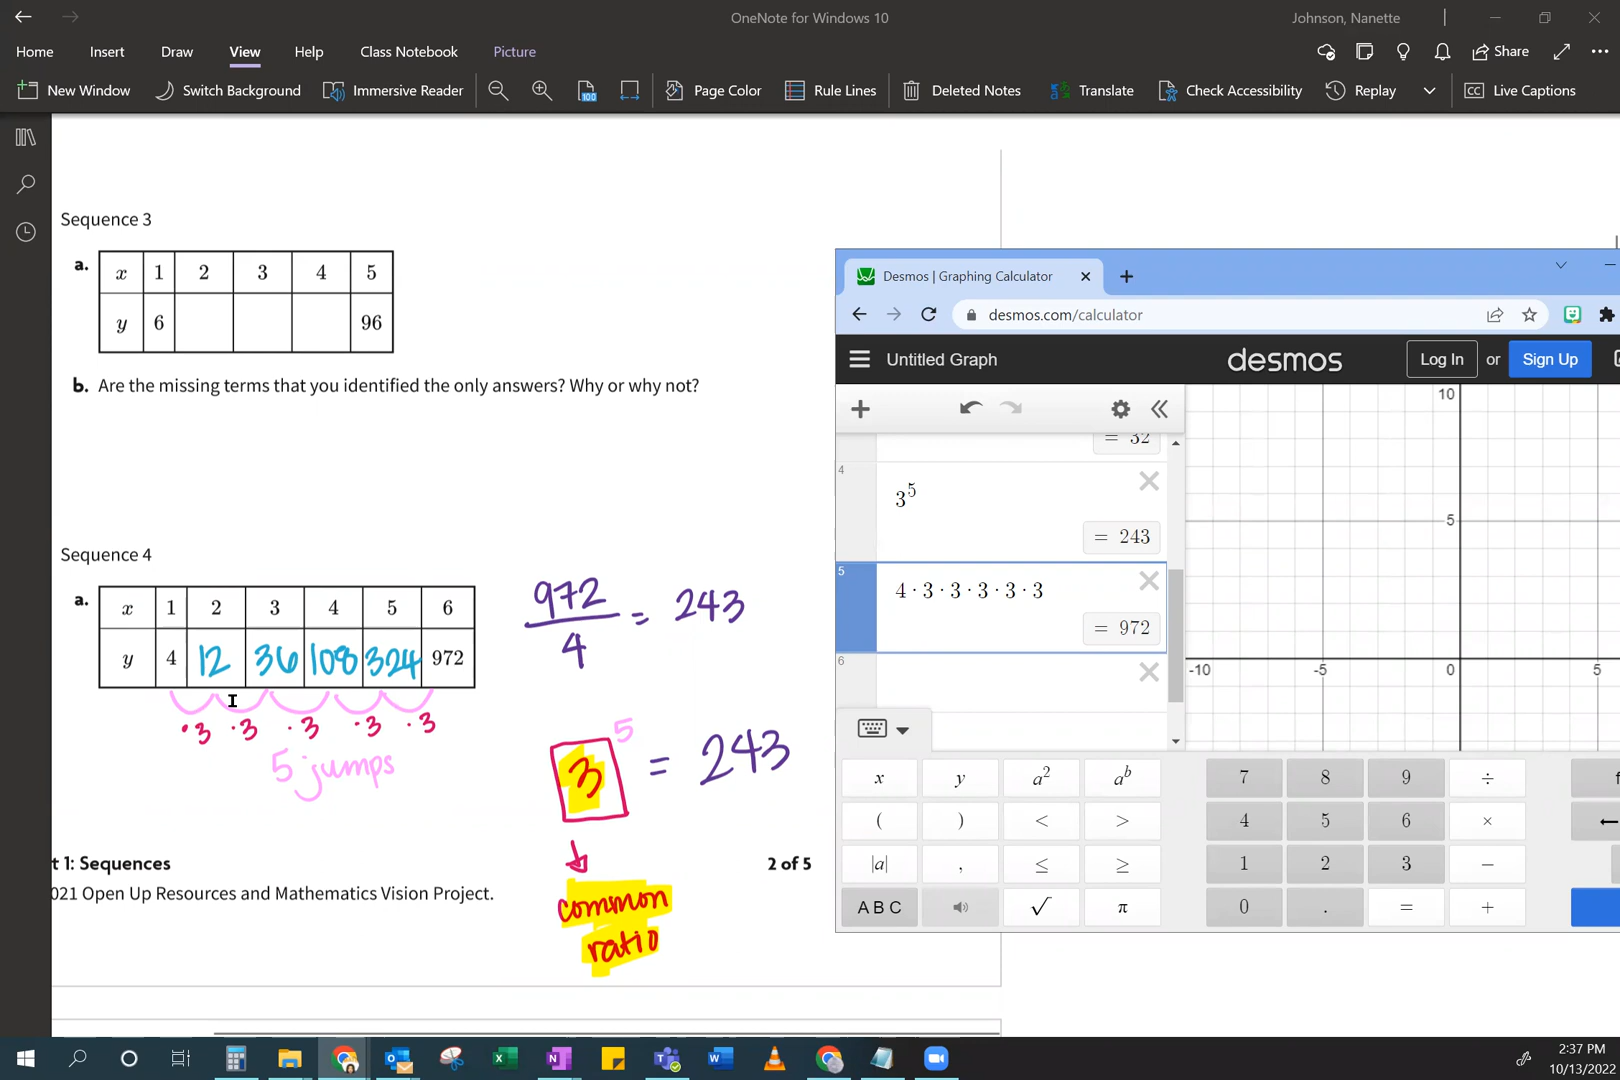 OneNote for Windows 10
Johnson, Nanette
Home Insert Draw View Help Class Notebook Picture
Share
New Window Switch Background Immersive Reader 100 Page Color Rule Lines Deleted Notes Translate Check Accessibility Replay CC Live Captions
Sequence 3
a. x 1 2 3 4 5
y 6 96
b. Are the missing terms that you identified the only answers? Why or why not?
Sequence 4
a. x 1 2 3 4 5 6
y 4 12 36 108 324 972
·3 ·3 ·3 ·3 ·3
5 jumps
972
4
= 243
3 5 = 243
common
ratio
t 1: Sequences
2 of 5
021 Open Up Resources and Mathematics Vision Project.
Desmos | Graphing Calculator
desmos.com/calculator
Untitled Graph
desmos
Log In or Sign Up
= 32
4
3^5
= 243
5
4 · 3 · 3 · 3 · 3 · 3
= 972
6
10
5
-10 -5 0 5
x y a² a^b 7 8 9 ÷
( ) < > 4 5 6 ×
|a| , ≤ ≥ 1 2 3 −
A B C √ π 0 . = +
2:37 PM
10/13/2022